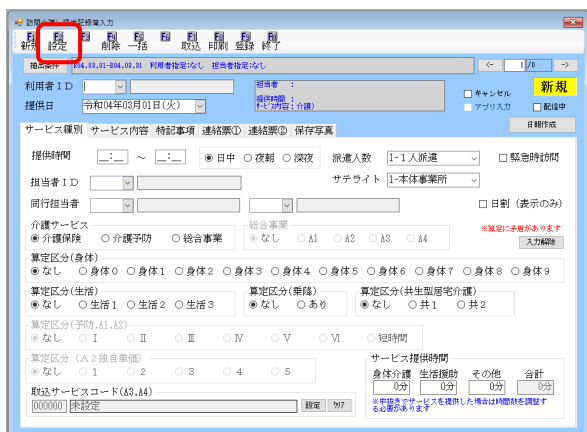 訪問介護: 提供記録簿入力
F1 F2 F3 F4 F5 F6 F7 F8 F9
新規 設定 削除 一括 取込 印刷 登録 終了
抽出条件 R04.03.01-R04.03.31 利用者指定:なし 担当者指定:なし <- 1/0 ->
利用者ID 担当者 : キャンセル 新規
提供日 令和04年03月01日(火) 提供時間 : アプリ入力 配信中
サービス内容 : 介護)
日報作成
サービス種別 サービス内容 特記事項 連絡票① 連絡票② 保存写真
提供時間 __:__ ~ __:__ 日中 夜朝 深夜 派遣人数 1-1人派遣 緊急時訪問
担当者ID サテライト 1-本体事業所
同行担当者 日割 (表示のみ)
介護サービス 総合事業 ※算定に矛盾があります
介護保険 介護予防 総合事業 なし A1 A2 A3 A4 入力解除
算定区分(身体)
なし 身体0 身体1 身体2 身体3 身体4 身体5 身体6 身体7 身体8 身体9
算定区分(生活) 算定区分(乗降) 算定区分(共生型居宅介護)
なし 生活1 生活2 生活3 なし あり なし 共1 共2
算定区分(予防,A1,A2)
なし Ⅰ Ⅱ Ⅲ Ⅳ Ⅴ Ⅵ 短時間
算定区分 (A2独自単価) サービス提供時間
なし 1 2 3 4 5 身体介護 生活援助 その他 合計
0分 0分 0分 0分
取込サービスコード(A3,A4) ※中抜きでサービスを提供した場合は時間数を調整す
000000 未設定 設定 クリア る必要があります